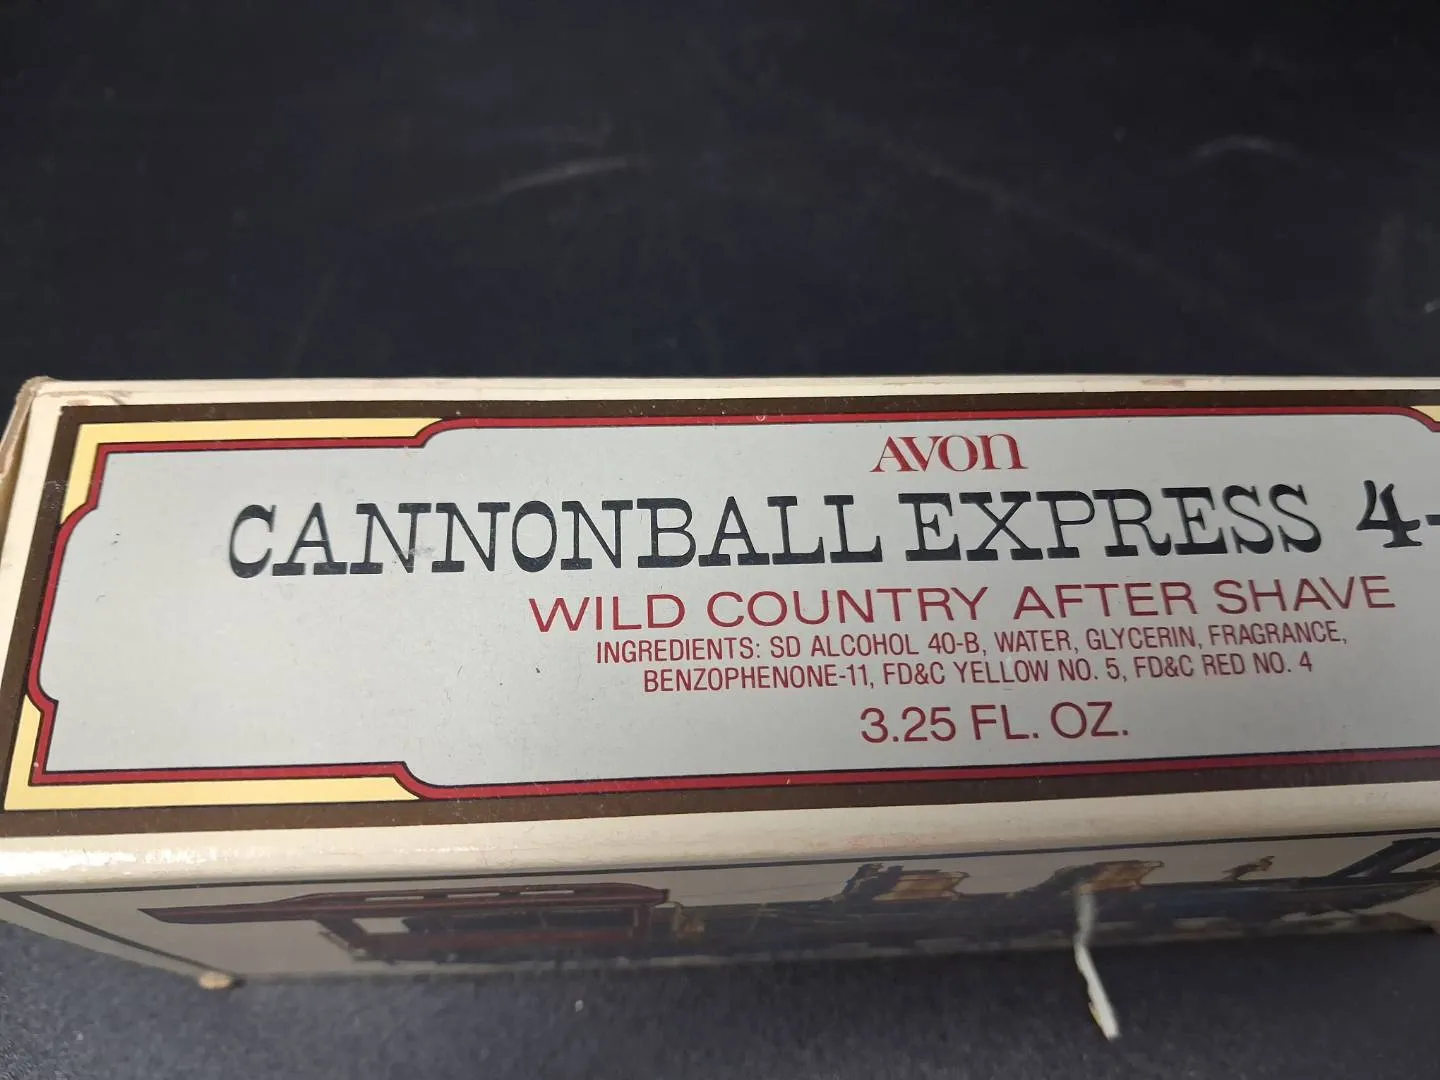 AVON
CANNONBALL EXPRESS 4-
WILD COUNTRY AFTER SHAVE
INGREDIENTS: SD ALCOHOL 40-B, WATER, GLYCERIN, FRAGRANCE,
BENZOPHENONE-11, FD&C YELLOW NO. 5, FD&C RED NO. 4
3.25 FL. OZ.